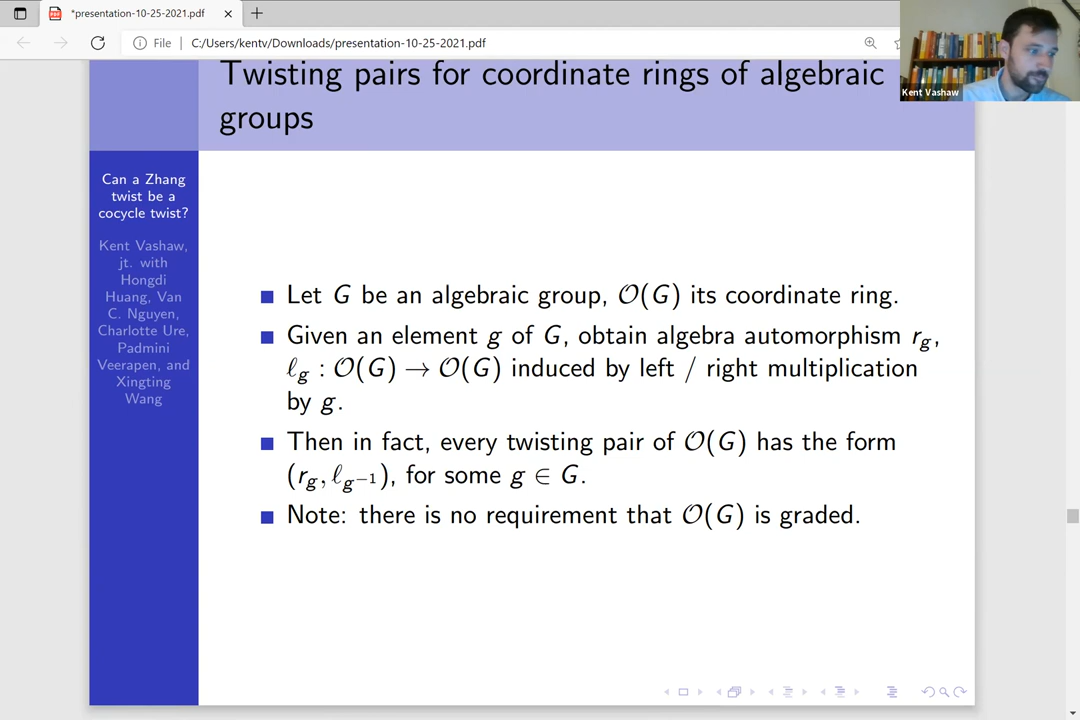 *presentation-10-25-2021.pdf
File | C:/Users/kentv/Downloads/presentation-10-25-2021.pdf
Kent Vashaw
Twisting pairs for coordinate rings of algebraic
groups
Can a Zhang
twist be a
cocycle twist?
Kent Vashaw,
jt. with
Hongdi
Huang, Van
C. Nguyen,
Charlotte Ure,
Padmini
Veerapen, and
Xingting
Wang
Let G be an algebraic group, 𝒪(G) its coordinate ring.
Given an element g of G, obtain algebra automorphism r_g,
ℓ_g : 𝒪(G) → 𝒪(G) induced by left / right multiplication
by g.
Then in fact, every twisting pair of 𝒪(G) has the form
(r_g, ℓ_{g⁻¹}), for some g ∈ G.
Note: there is no requirement that 𝒪(G) is graded.